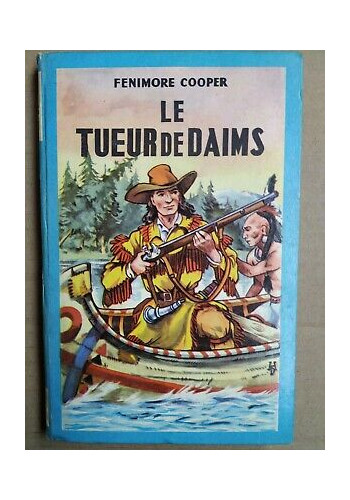 FENIMORE COOPER
LE
TUEUR DE DAIMS